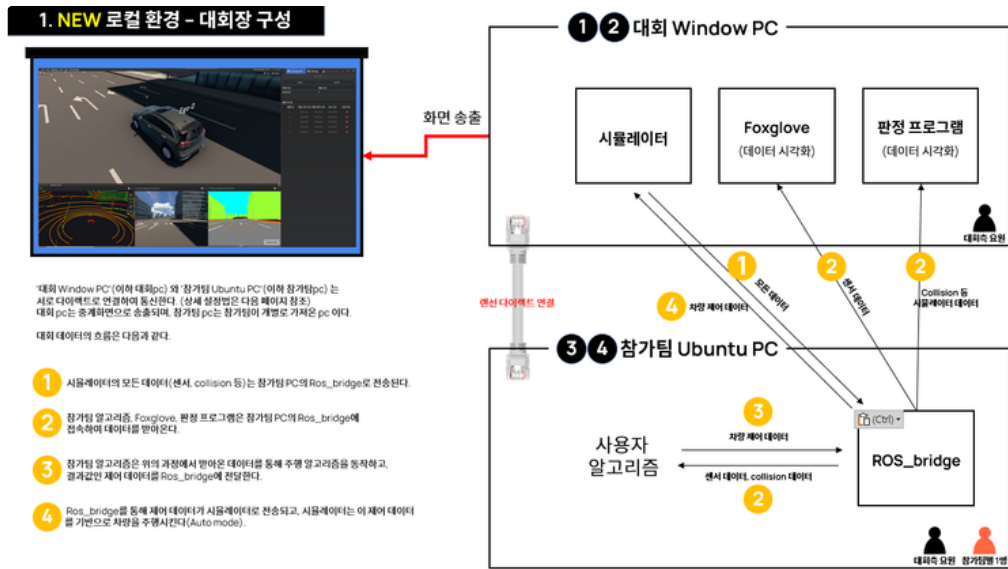 1. NEW 로컬 환경 – 대회장 구성
화면 송출
'대회 Window PC'(이하 대회pc) 와 '참가팀 Ubuntu PC'(이하 참가팀pc) 는
서로 다이렉트로 연결하여 통신한다. (상세 설정법은 다음 페이지 참조)
대회 pc는 중계화면으로 송출되며, 참가팀 pc는 참가팀이 개별로 가져온 pc 이다.
대회 데이터의 흐름은 다음과 같다.
1 시뮬레이터의 모든 데이터(센서, collision 등)는 참가팀 PC의 Ros_bridge로 전송된다.
2 참가팀 알고리즘, Foxglove, 판정 프로그램은 참가팀 PC의 Ros_bridge에
접속하여 데이터를 받아온다.
3 참가팀 알고리즘은 위의 과정에서 받아온 데이터를 통해 주행 알고리즘을 동작하고,
결과값인 제어 데이터를 Ros_bridge에 전달한다.
4 Ros_bridge를 통해 제어 데이터가 시뮬레이터로 전송되고, 시뮬레이터는 이 제어 데이터
를 기반으로 차량을 주행시킨다(Auto mode).
1 2 대회 Window PC
시뮬레이터
Foxglove
(데이터 시각화)
판정 프로그램
(데이터 시각화)
대회측 요원
랜선 다이렉트 연결
1
모든 데이터
4
차량 제어 데이터
2
센서 데이터
2
Collision 등
시뮬레이터 데이터
3 4 참가팀 Ubuntu PC
사용자
알고리즘
3
차량 제어 데이터
센서 데이터, collision 데이터
2
(Ctrl)
ROS_bridge
대회측 요원
참가팀별 1명